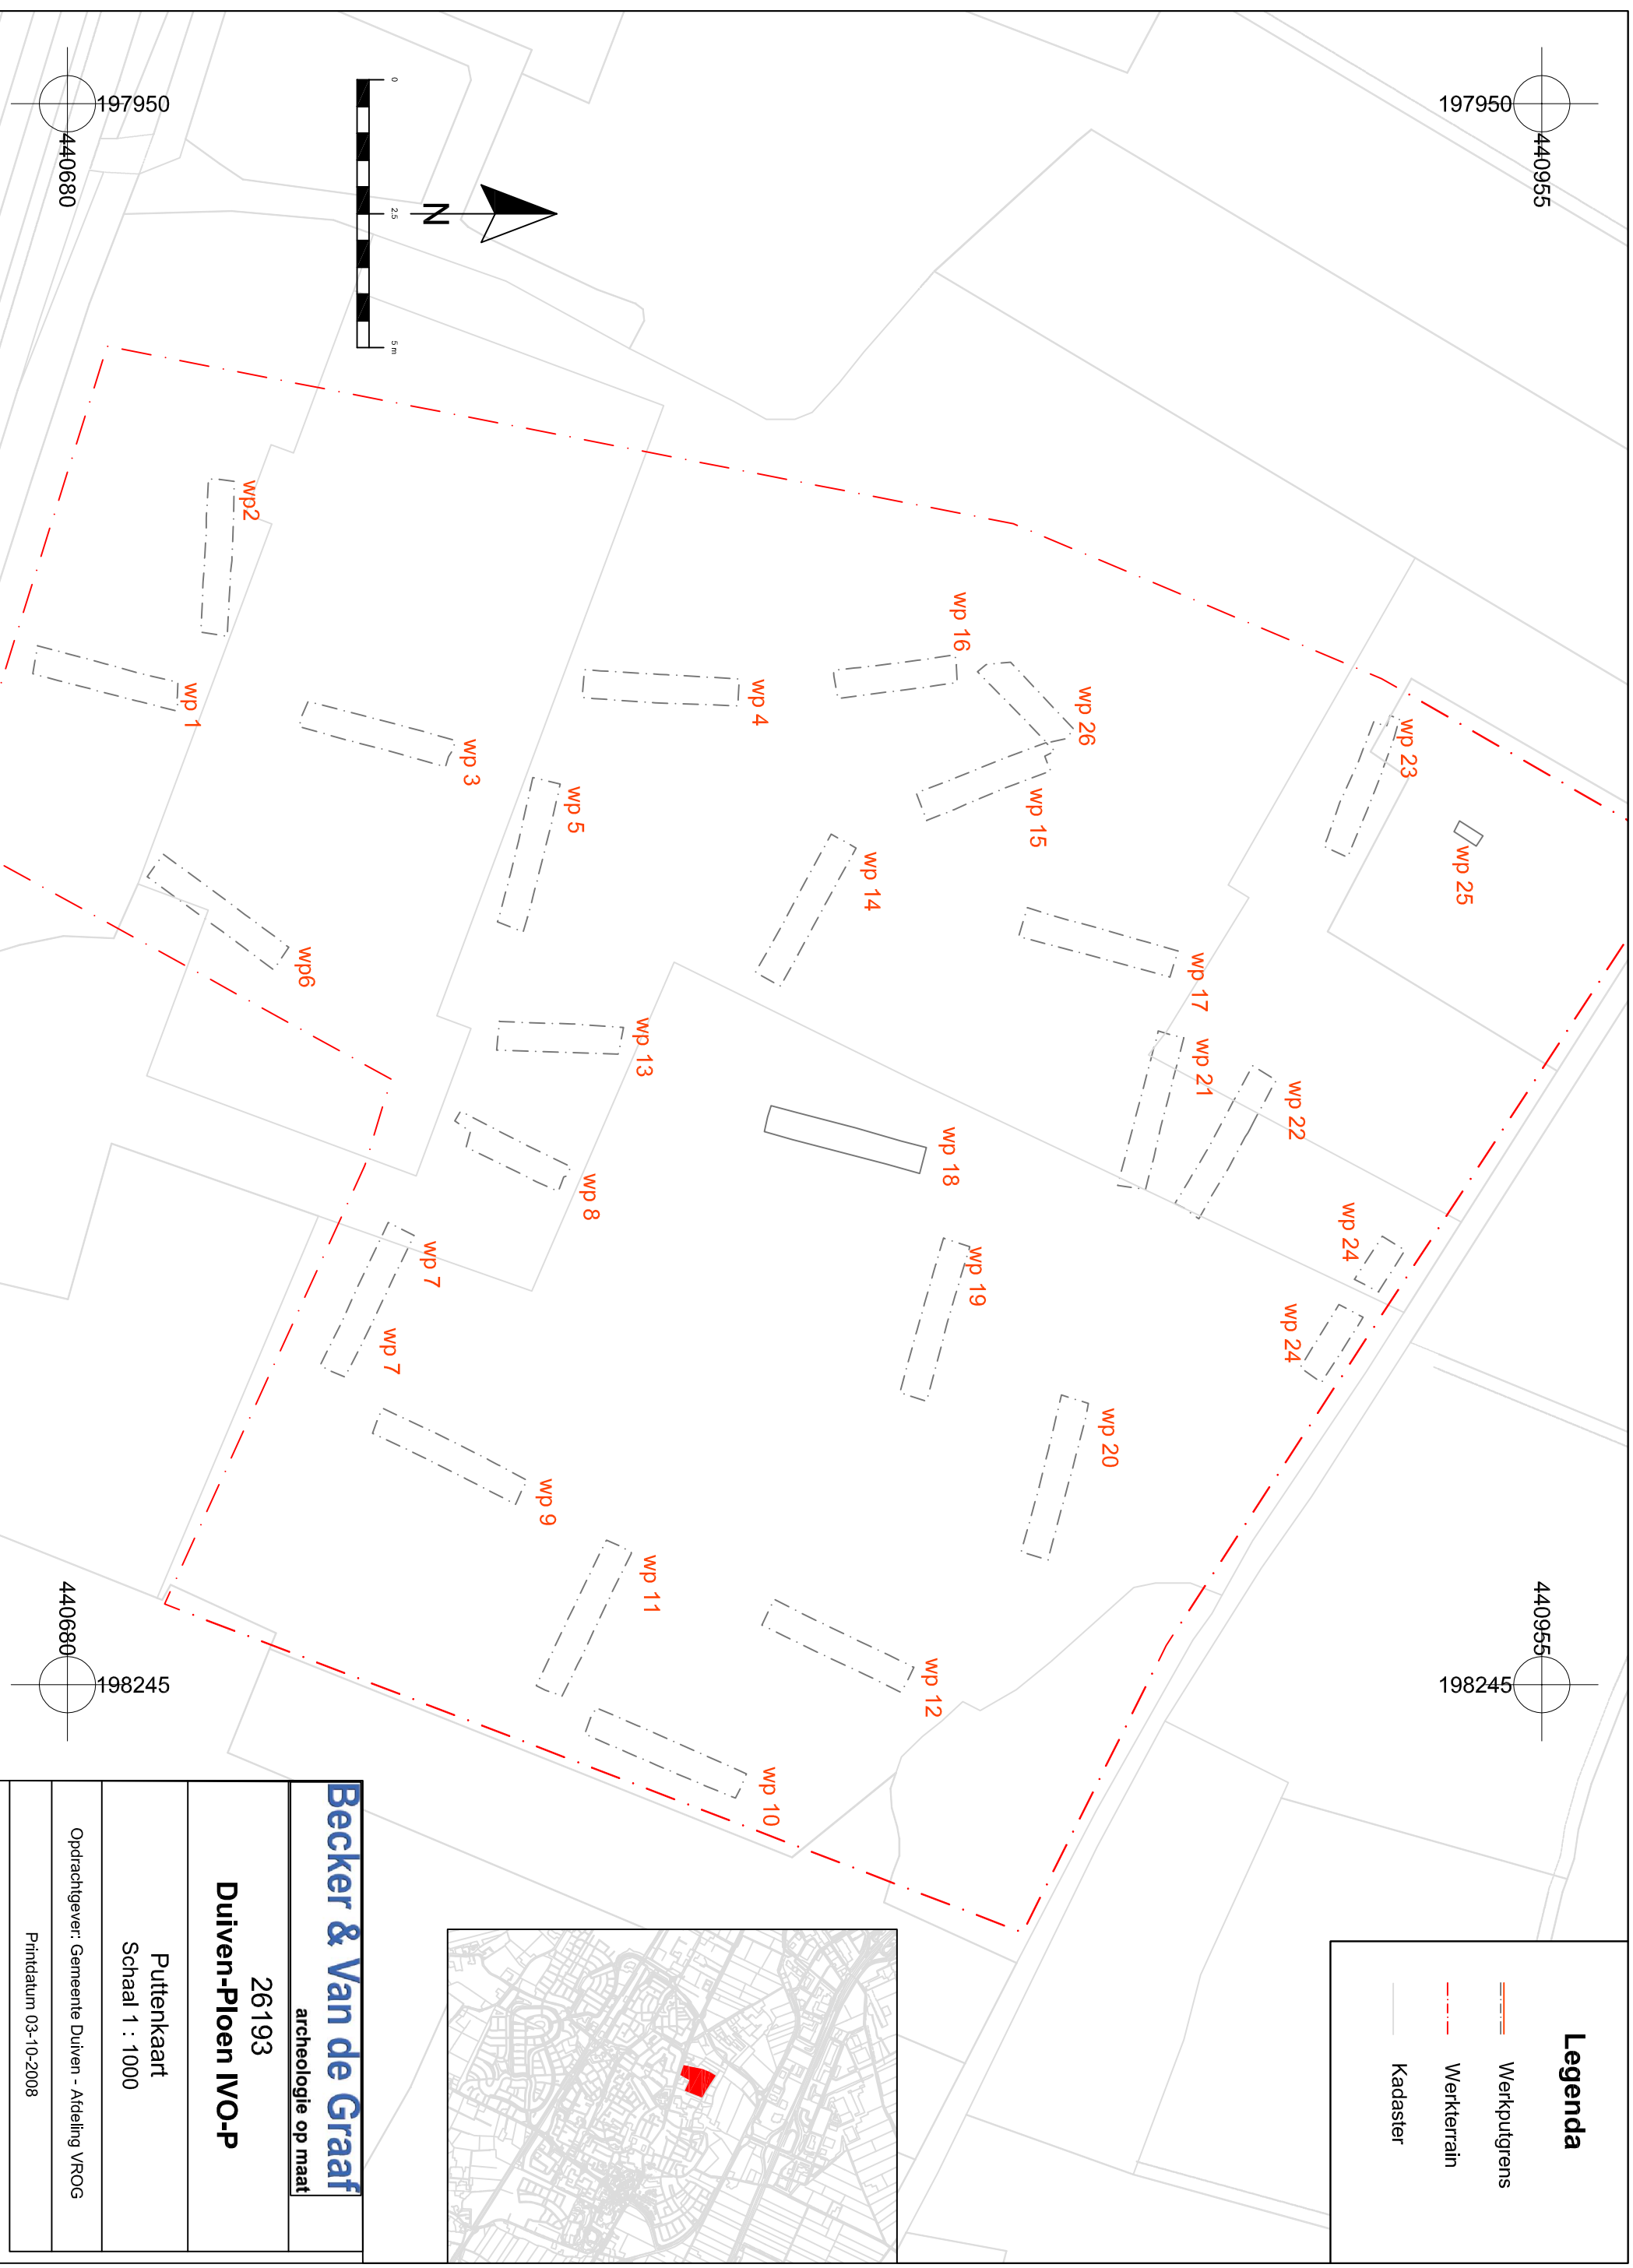 197950
440955
440955
198245
Legenda
Werkputgrens
Werkterrain
Kadaster
wp 23
wp 25
wp 26
wp 16
wp 15
wp 17
wp 21
wp 22
wp 24
wp 24
wp 14
wp 4
wp 5
wp 3
wp2
wp 1
wp6
wp 13
wp 8
wp 18
wp 19
wp 20
wp 7
wp 7
wp 9
wp 11
wp 12
wp 10
0
2.5
5 m
N
197950
440680
440680
198245
Becker & Van de Graaf
archeologie op maat
26193
Duiven-Ploen IVO-P
Puttenkaart
Schaal 1 : 1000
Opdrachtgever: Gemeente Duiven - Afdeling VROG
Printdatum 03-10-2008